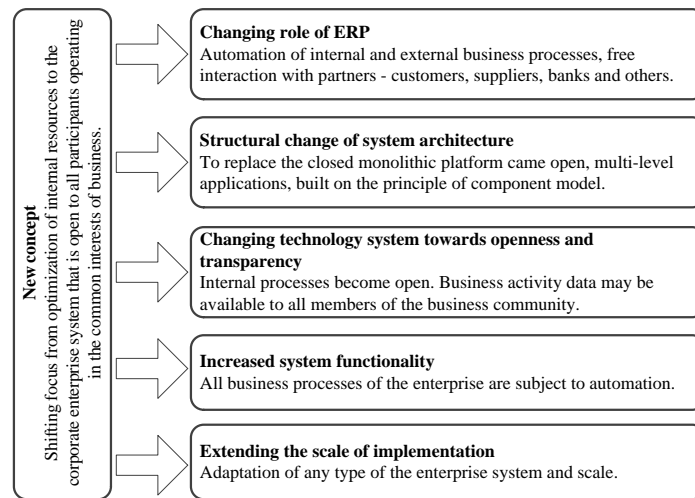 New concept
Shifting focus from optimization of internal resources to the
corporate enterprise system that is open to all participants operating
in the common interests of business.
Changing role of ERP
Automation of internal and external business processes, free
interaction with partners - customers, suppliers, banks and others.
Structural change of system architecture
To replace the closed monolithic platform came open, multi-level
applications, built on the principle of component model.
Changing technology system towards openness and
transparency
Internal processes become open. Business activity data may be
available to all members of the business community.
Increased system functionality
All business processes of the enterprise are subject to automation.
Extending the scale of implementation
Adaptation of any type of the enterprise system and scale.